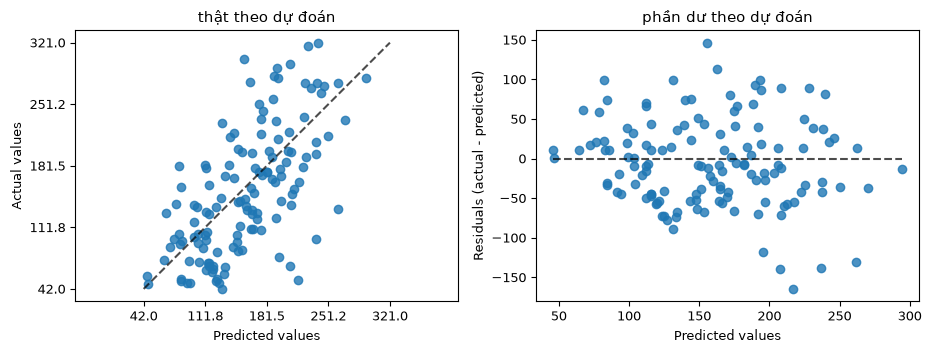 thật theo dự đoán
Actual values
321.0
251.2
181.5
111.8
42.0
42.0 111.8 181.5 251.2 321.0
Predicted values
phần dư theo dự đoán
Residuals (actual - predicted)
150
100
50
0
−50
−100
−150
50 100 150 200 250 300
Predicted values